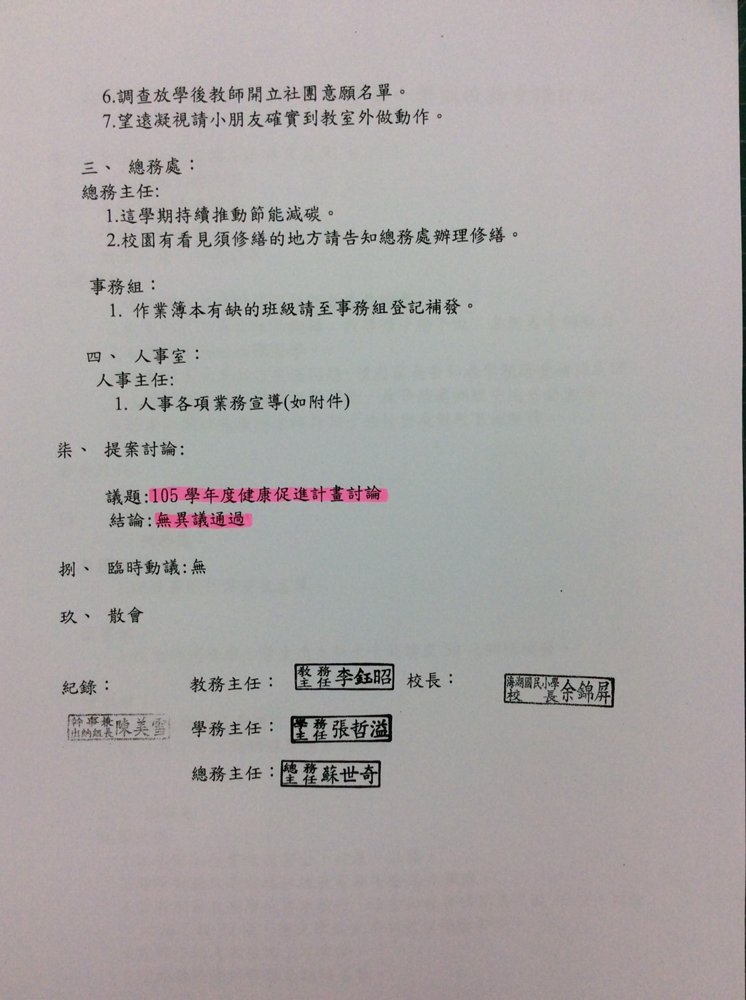 6.調查放學後教師開立社團意願名單。
7.望遠凝視請小朋友確實到教室外做動作。
三、 總務處：
總務主任:
1.這學期持續推動節能減碳。
2.校園有看見須修繕的地方請告知總務處辦理修繕。
事務組：
1. 作業簿本有缺的班級請至事務組登記補發。
四、 人事室：
人事主任:
1. 人事各項業務宣導(如附件)
柒、 提案討論:
議題:105 學年度健康促進計畫討論
結論:無異議通過
捌、 臨時動議:無
玖、 散會
紀錄： 教務主任： 教務主任 李鈺昭 校長： 海湖國民小學校長 余錦屏
幹事兼出納組長 陳美雪 學務主任： 學務主任 張哲溢
總務主任： 總務主任 蘇世奇